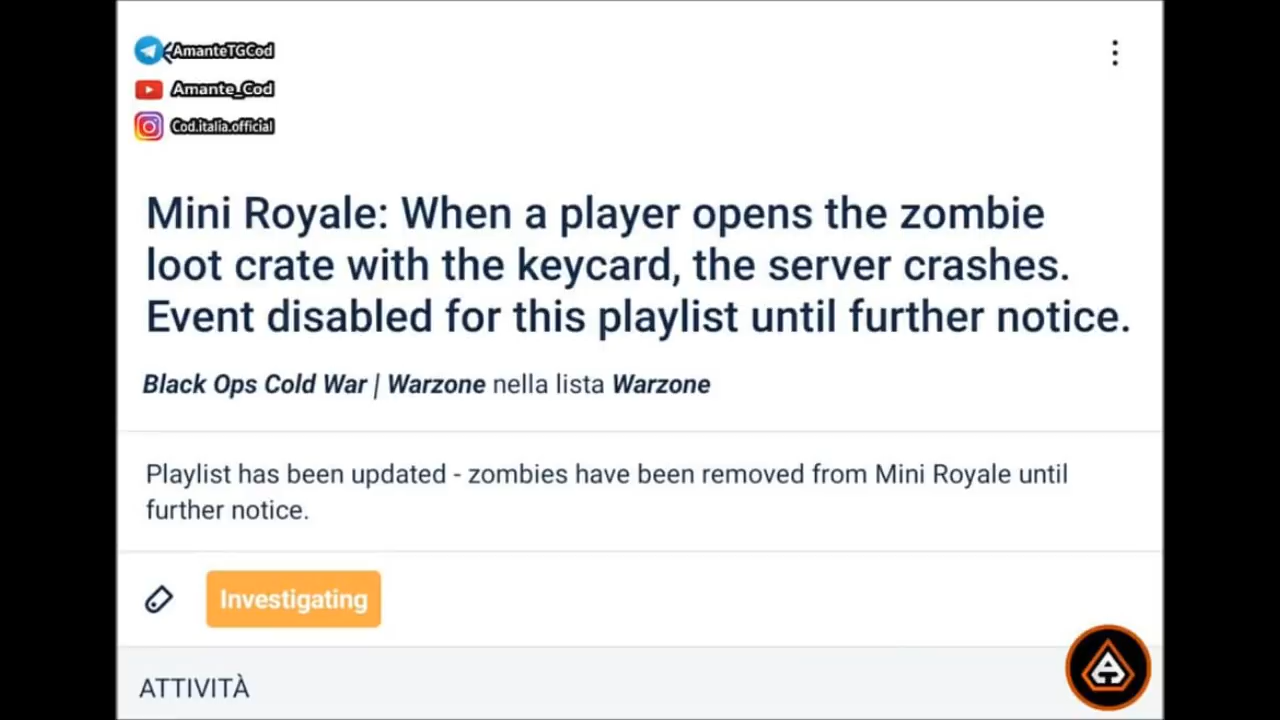 AmanteTGCod
Amante_Cod
Cod.italia.official
Mini Royale: When a player opens the zombie
loot crate with the keycard, the server crashes.
Event disabled for this playlist until further notice.
Black Ops Cold War | Warzone nella lista Warzone
Playlist has been updated - zombies have been removed from Mini Royale until
further notice.
Investigating
ATTIVITÀ